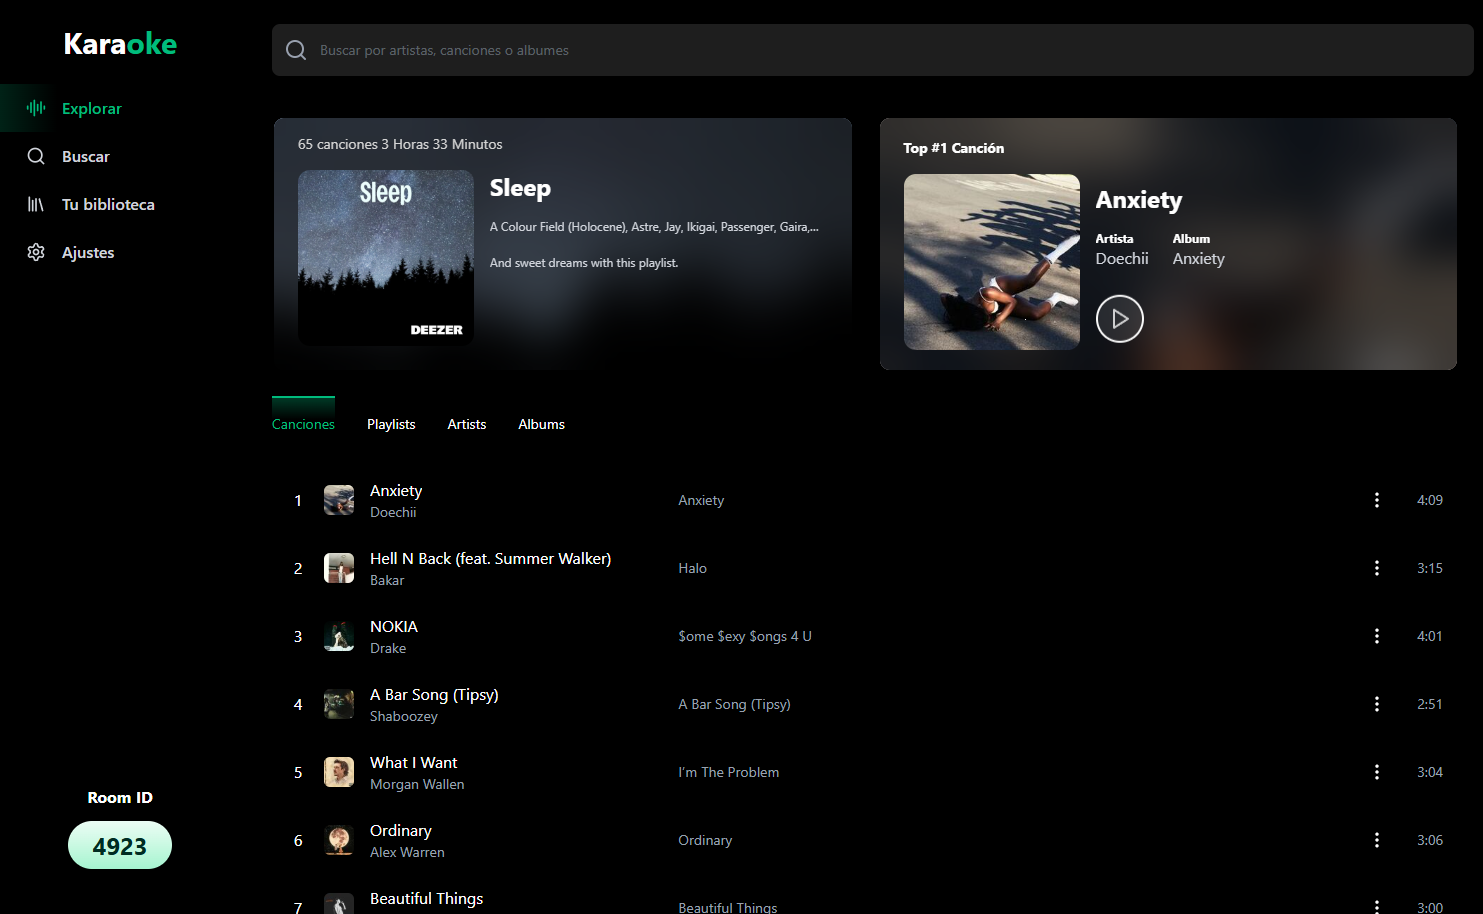 Karaoke
Buscar por artistas, canciones o albumes
Explorar
Buscar
Tu biblioteca
Ajustes
65 canciones 3 Horas 33 Minutos
Sleep
DEEZER
Sleep
A Colour Field (Holocene), Astre, Jay, Ikigai, Passenger, Gaira,...
And sweet dreams with this playlist.
Top #1 Canción
Anxiety
Artista Album
Doechii Anxiety
Canciones Playlists Artists Albums
1 Anxiety Anxiety 4:09
Doechii
2 Hell N Back (feat. Summer Walker) Halo 3:15
Bakar
3 NOKIA $ome $exy $ongs 4 U 4:01
Drake
4 A Bar Song (Tipsy) A Bar Song (Tipsy) 2:51
Shaboozey
5 What I Want I'm The Problem 3:04
Morgan Wallen
6 Ordinary Ordinary 3:06
Alex Warren
7 Beautiful Things Beautiful Things 3:00
Room ID
4923